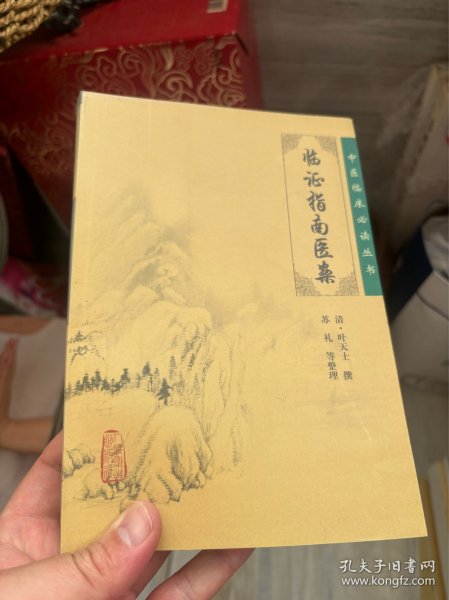 中医临床必读丛书
临证指南医案
清·叶天士 撰
苏礼 等整理
孔夫子旧书网
www.kongfz.com